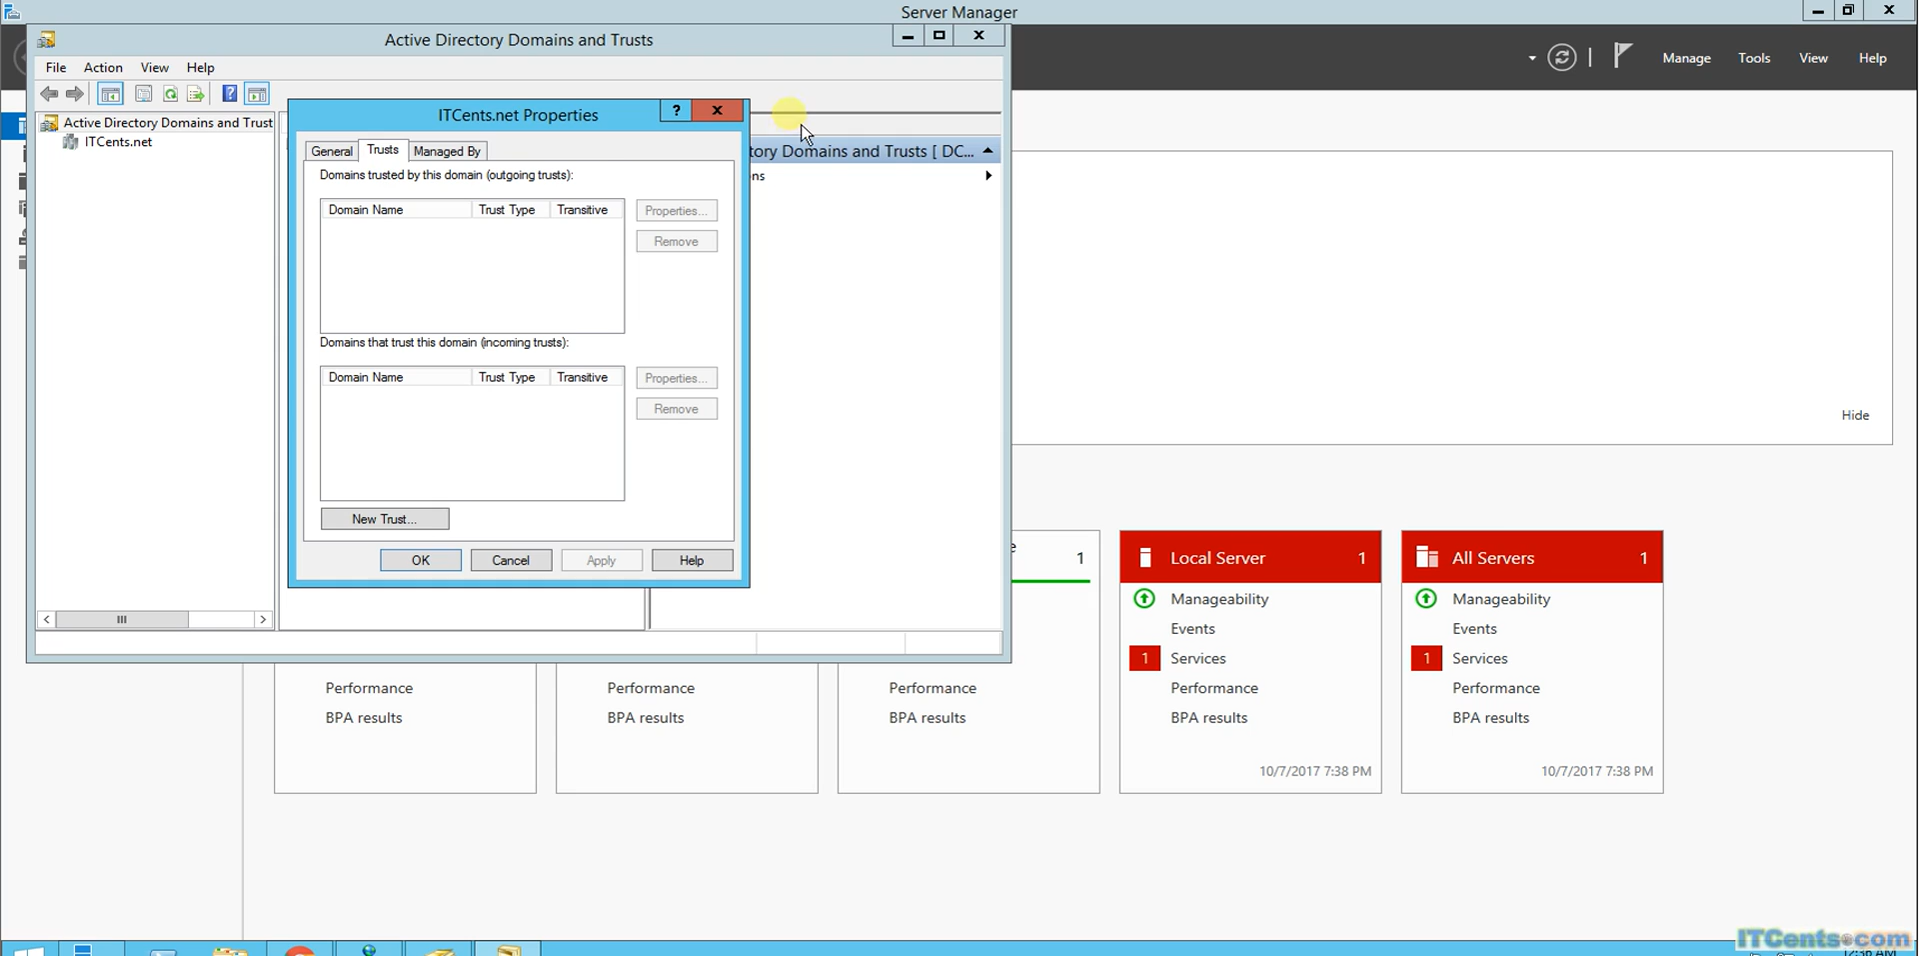 Server Manager
Active Directory Domains and Trusts
File Action View Help
Manage Tools View Help
ITCents.net Properties
?
Active Directory Domains and Trust
ITCents.net
General Trusts Managed By
tory Domains and Trusts [ DC...
ns
Domains trusted by this domain (outgoing trusts):
Domain Name Trust Type Transitive
Properties...
Remove
Domains that trust this domain (incoming trusts):
Domain Name Trust Type Transitive
Properties...
Remove
New Trust...
OK Cancel Apply Help
Hide
e 1
Local Server 1
Manageability
Events
1 Services
Performance
BPA results
10/7/2017 7:38 PM
All Servers 1
Manageability
Events
1 Services
Performance
BPA results
10/7/2017 7:38 PM
Performance
BPA results
Performance
BPA results
Performance
BPA results
ITCents.com
12:36 AM